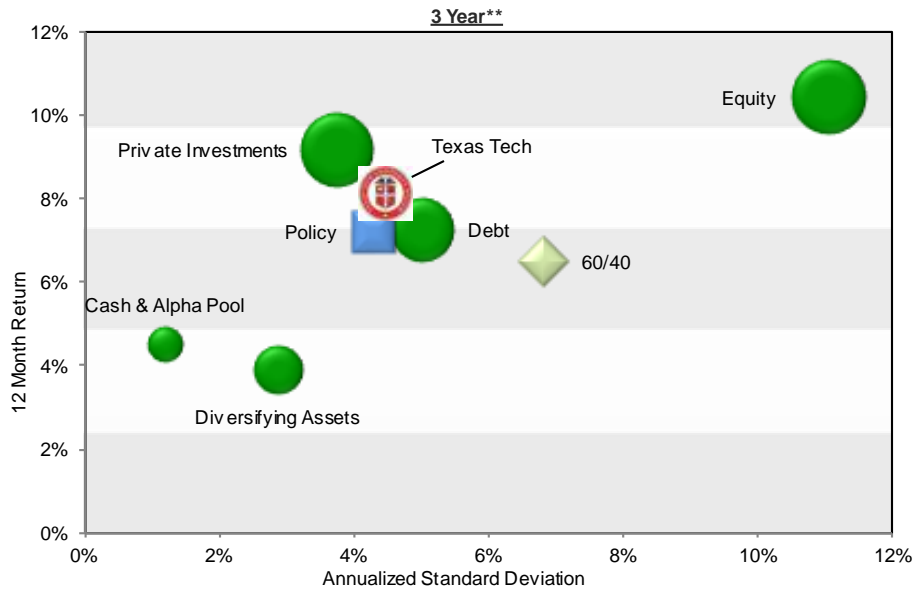 3 Year**
12%
Equity
10%
Private Investments
Texas Tech
8%
Policy
Debt
60/40
6%
Cash & Alpha Pool
4%
Diversifying Assets
2%
0%
12 Month Return
0%
2%
4%
6%
8%
10%
12%
Annualized Standard Deviation